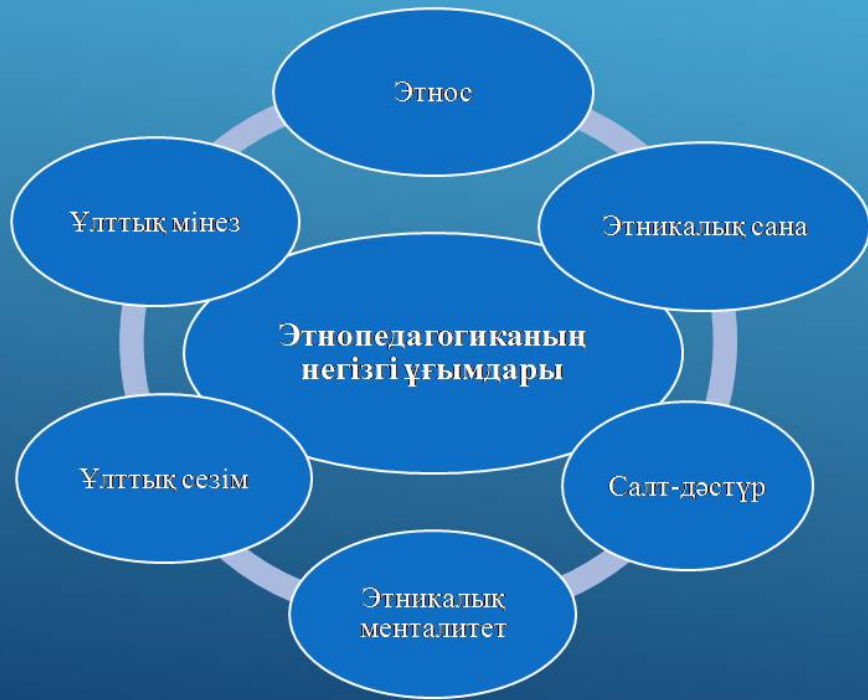 Этнос
Ұлттық мінез
Этникалық сана
Этнопедагогиканың
негізгі ұғымдары
Ұлттық сезім
Салт-дәстүр
Этникалық
менталитет